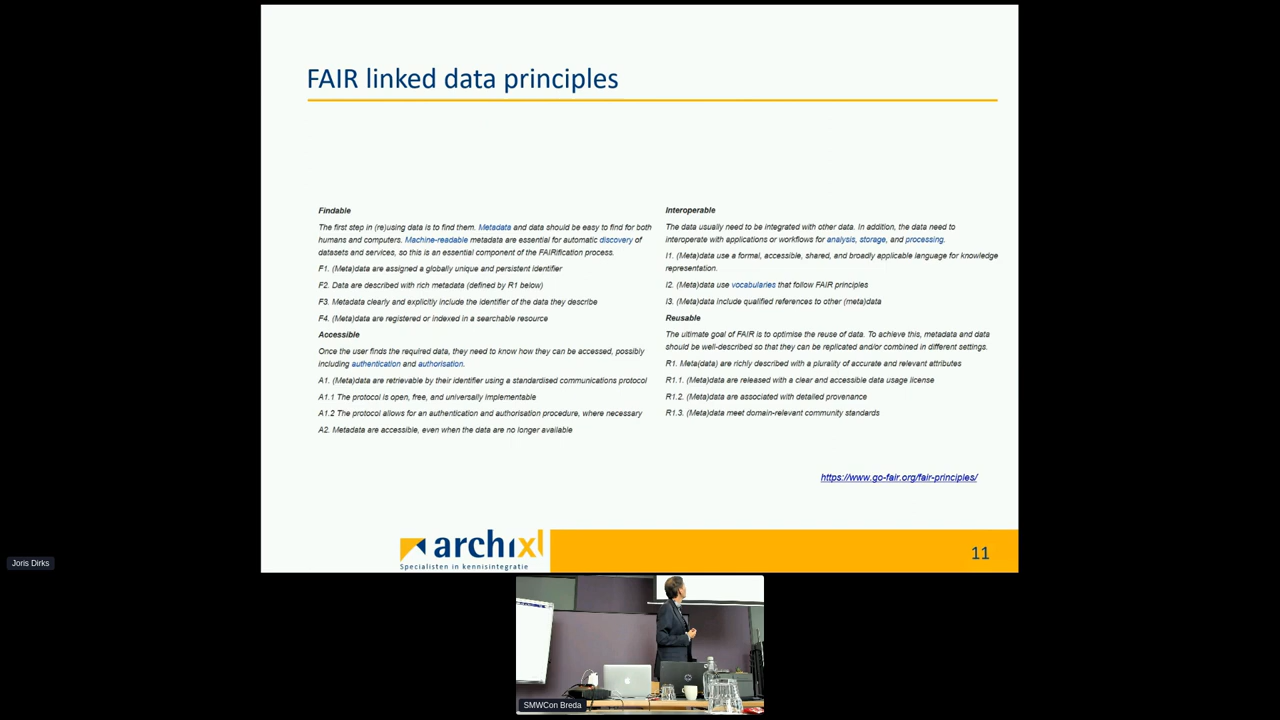 FAIR linked data principles
Findable
The first step in (re)using data is to find them. Metadata and data should be easy to find for both
humans and computers. Machine-readable metadata are essential for automatic discovery of
datasets and services, so this is an essential component of the FAIRification process.
F1. (Meta)data are assigned a globally unique and persistent identifier
F2. Data are described with rich metadata (defined by R1 below)
F3. Metadata clearly and explicitly include the identifier of the data they describe
F4. (Meta)data are registered or indexed in a searchable resource
Accessible
Once the user finds the required data, they need to know how they can be accessed, possibly
including authentication and authorisation.
A1. (Meta)data are retrievable by their identifier using a standardised communications protocol
A1.1 The protocol is open, free, and universally implementable
A1.2 The protocol allows for an authentication and authorisation procedure, where necessary
A2. Metadata are accessible, even when the data are no longer available
Interoperable
The data usually need to be integrated with other data. In addition, the data need to
interoperate with applications or workflows for analysis, storage, and processing.
I1. (Meta)data use a formal, accessible, shared, and broadly applicable language for knowledge
representation.
I2. (Meta)data use vocabularies that follow FAIR principles
I3. (Meta)data include qualified references to other (meta)data
Reusable
The ultimate goal of FAIR is to optimise the reuse of data. To achieve this, metadata and data
should be well-described so that they can be replicated and/or combined in different settings.
R1. Meta(data) are richly described with a plurality of accurate and relevant attributes
R1.1. (Meta)data are released with a clear and accessible data usage license
R1.2. (Meta)data are associated with detailed provenance
R1.3. (Meta)data meet domain-relevant community standards
https://www.go-fair.org/fair-principles/
archixl
Specialisten in kennisintegratie
11
Joris Dirks
SMWCon Breda